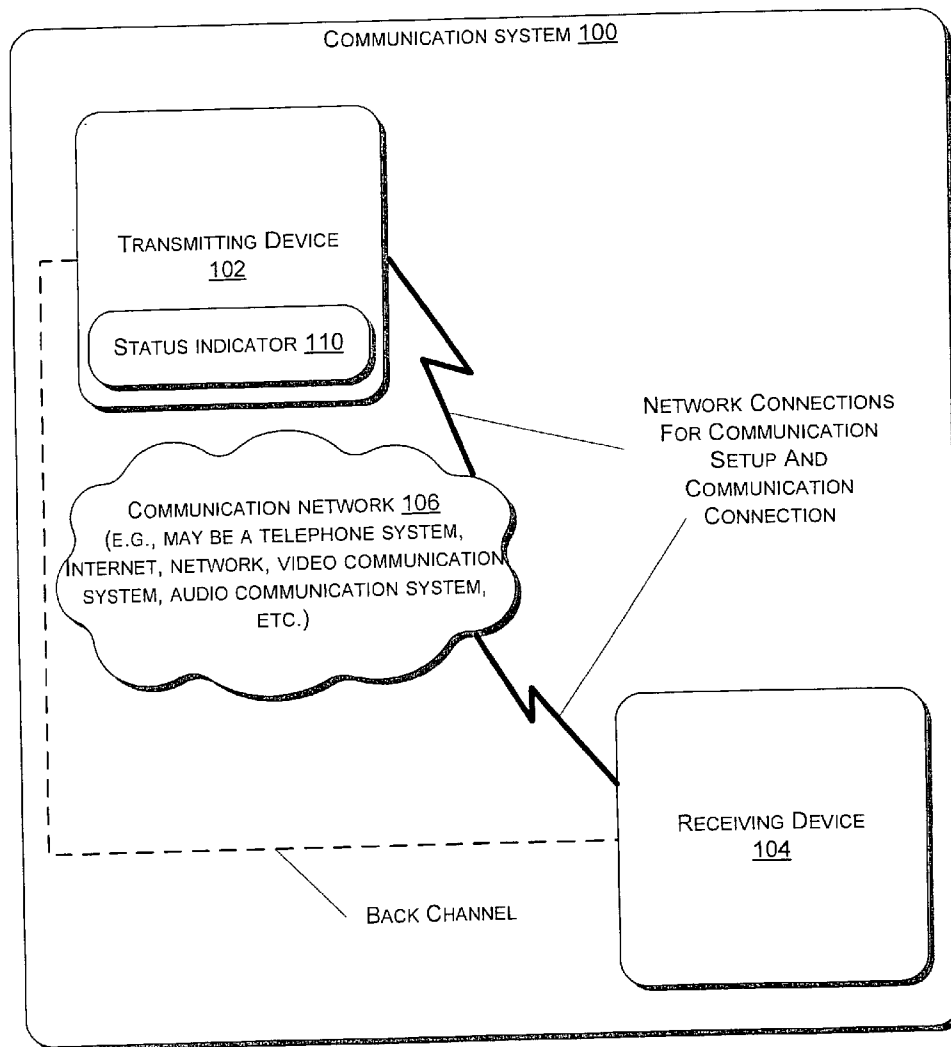 COMMUNICATION SYSTEM 100
TRANSMITTING DEVICE
102
STATUS INDICATOR 110
NETWORK CONNECTIONS
FOR COMMUNICATION
SETUP AND
COMMUNICATION
CONNECTION
COMMUNICATION NETWORK 106
(E.G., MAY BE A TELEPHONE SYSTEM,
INTERNET, NETWORK, VIDEO COMMUNICATION
SYSTEM, AUDIO COMMUNICATION SYSTEM,
ETC.)
RECEIVING DEVICE
104
BACK CHANNEL